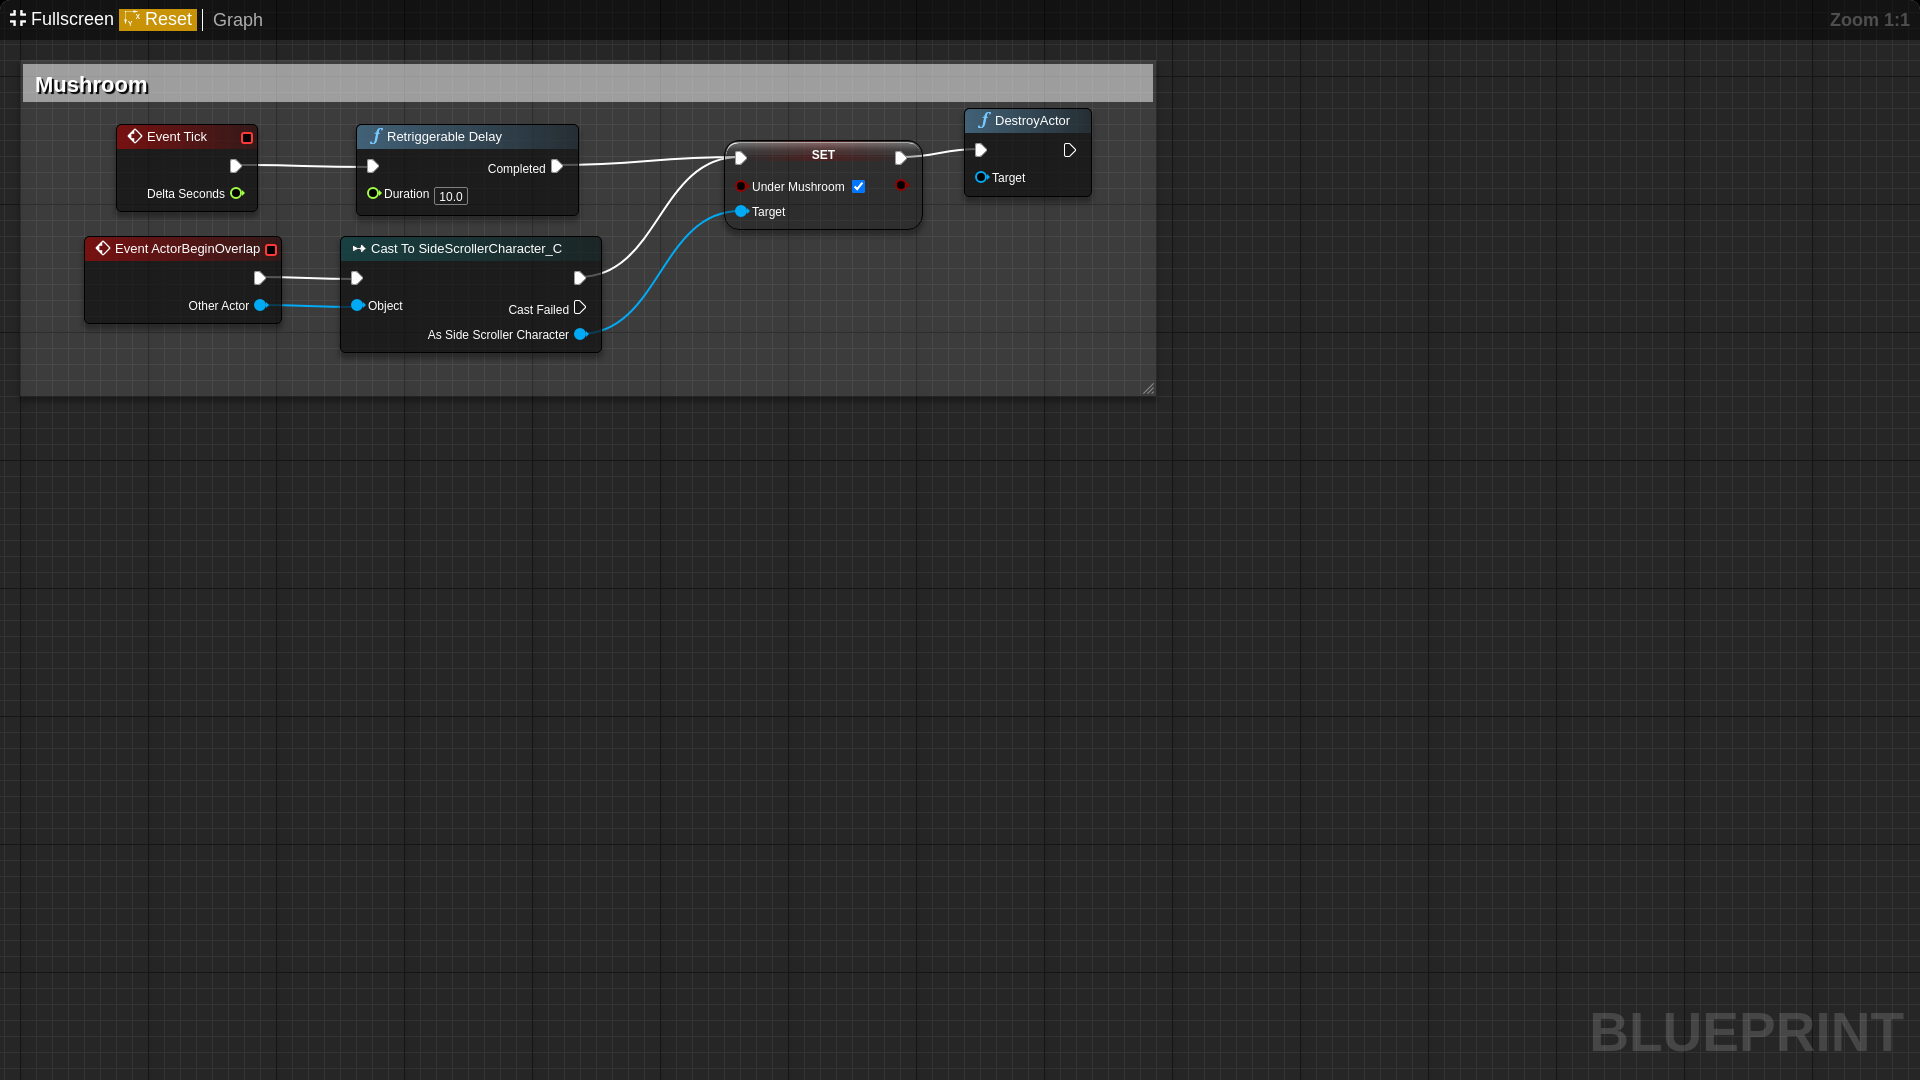 Fullscreen Reset Graph Zoom 1:1
Mushroom
Event Tick
Delta Seconds
Retriggerable Delay
Completed
Duration 10.0
SET
Under Mushroom
Target
DestroyActor
Target
Event ActorBeginOverlap
Other Actor
Cast To SideScrollerCharacter_C
Object
Cast Failed
As Side Scroller Character
BLUEPRINT